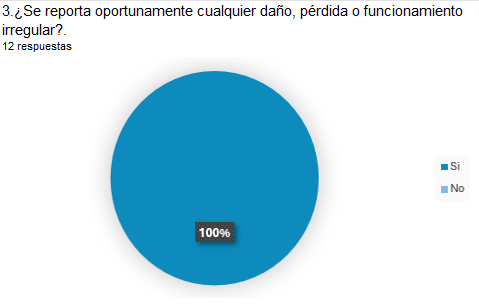 3.¿Se reporta oportunamente cualquier daño, pérdida o funcionamiento
irregular?.
12 respuestas
Si
No
100%